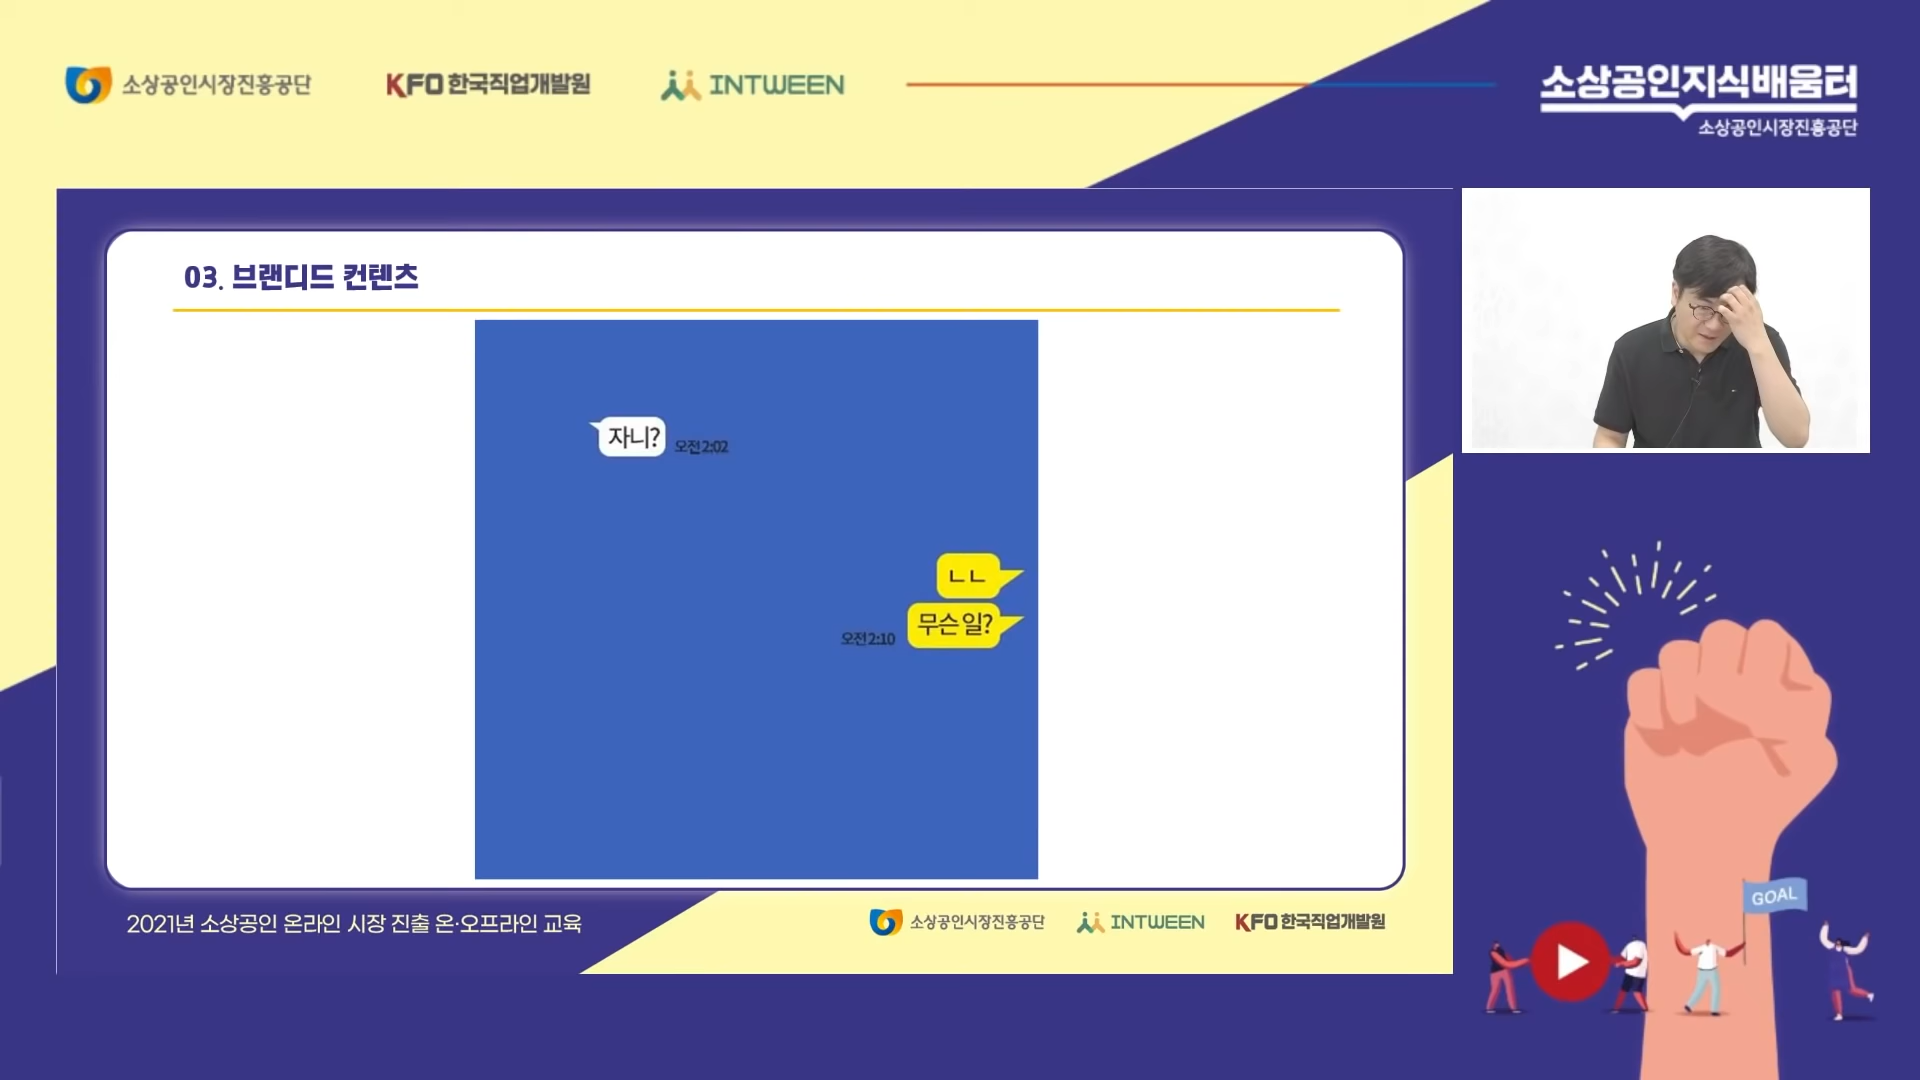 소상공인시장진흥공단
KFO 한국직업개발원
INTWEEN
소상공인지식배움터
소상공인시장진흥공단
03. 브랜디드 컨텐츠
자니?
오전 2:02
ㄴㄴ
무슨 일?
오전 2:10
2021년 소상공인 온라인 시장 진출 온·오프라인 교육
소상공인시장진흥공단
INTWEEN
KFO 한국직업개발원
GOAL